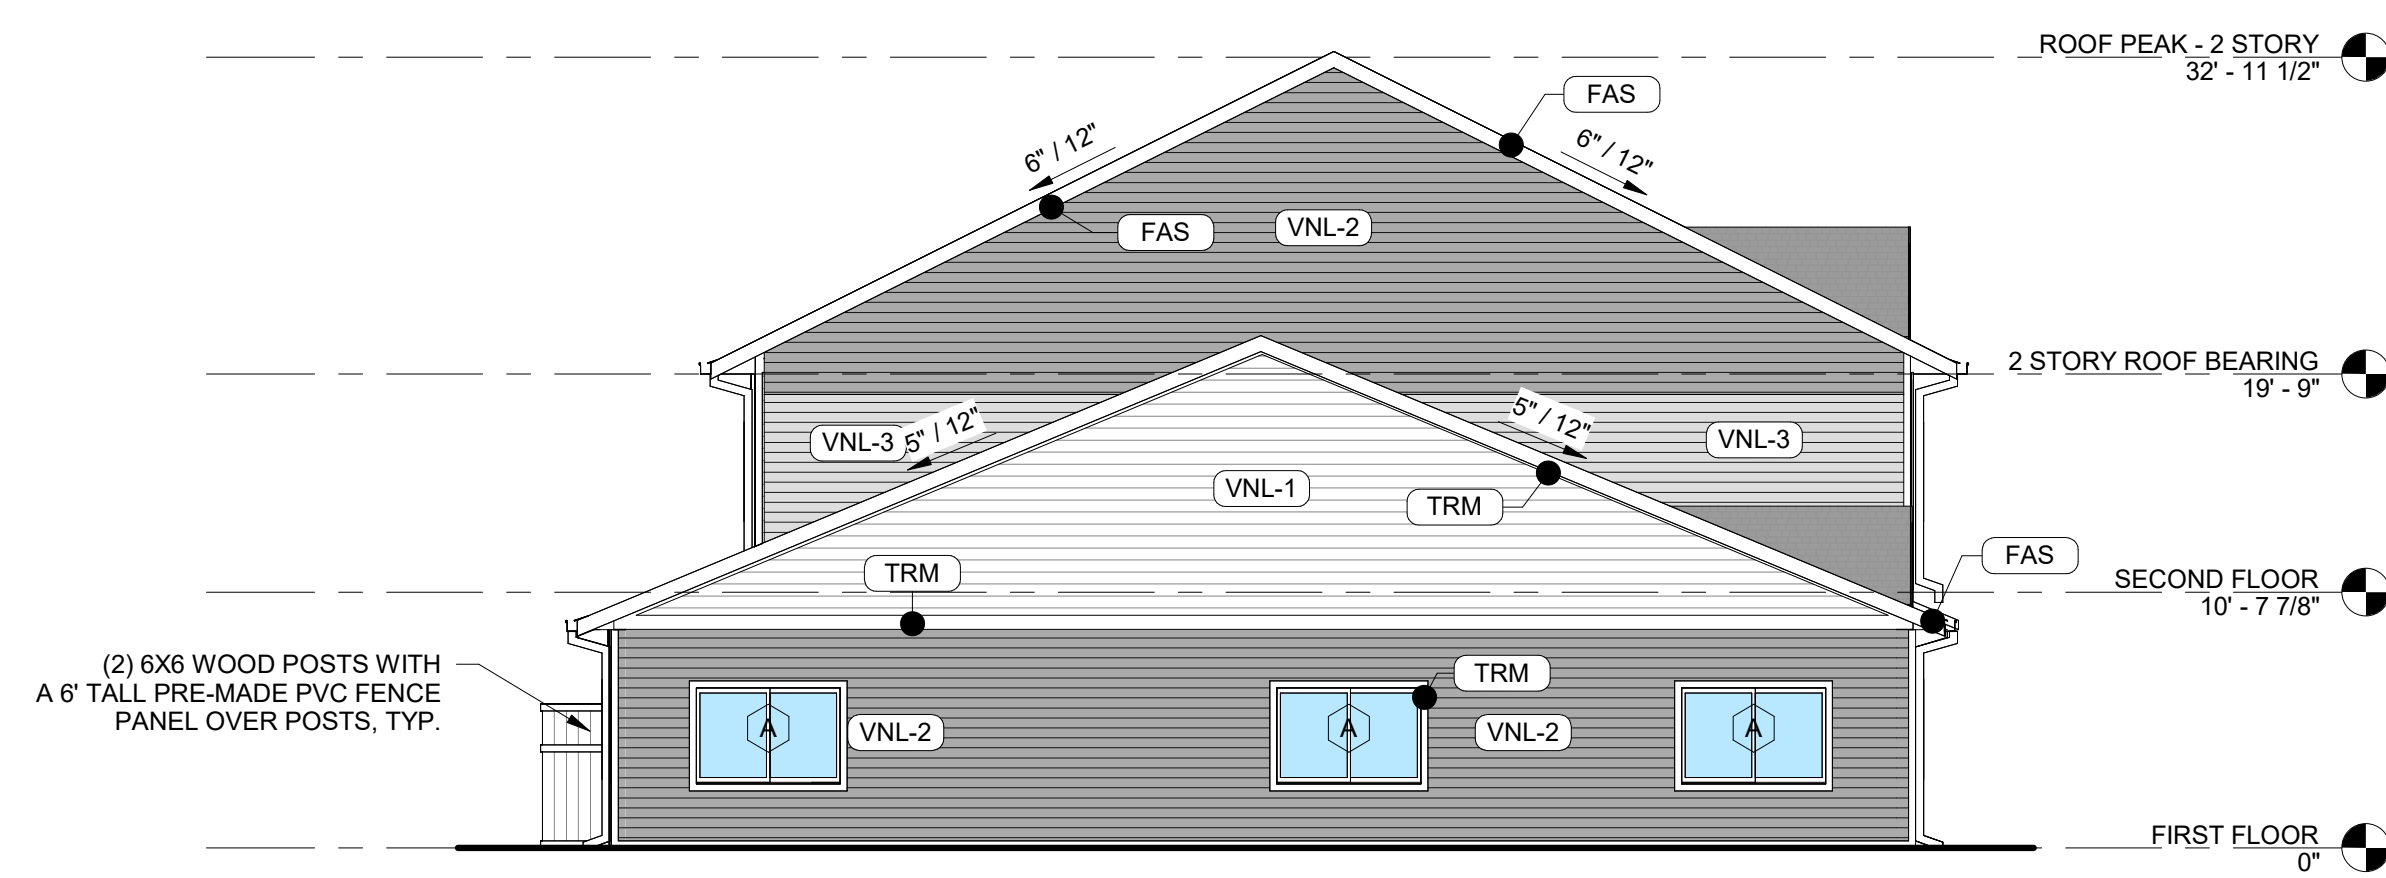 ROOF PEAK - 2 STORY
32' - 11 1/2"
FAS
6" / 12"
6" / 12"
FAS
VNL-2
2 STORY ROOF BEARING
19' - 9"
VNL-3
5" / 12"
5" / 12"
VNL-3
VNL-1
TRM
FAS
TRM
SECOND FLOOR
10' - 7 7/8"
(2) 6X6 WOOD POSTS WITH
A 6' TALL PRE-MADE PVC FENCE
PANEL OVER POSTS, TYP.
TRM
A
VNL-2
A
VNL-2
A
FIRST FLOOR
0"